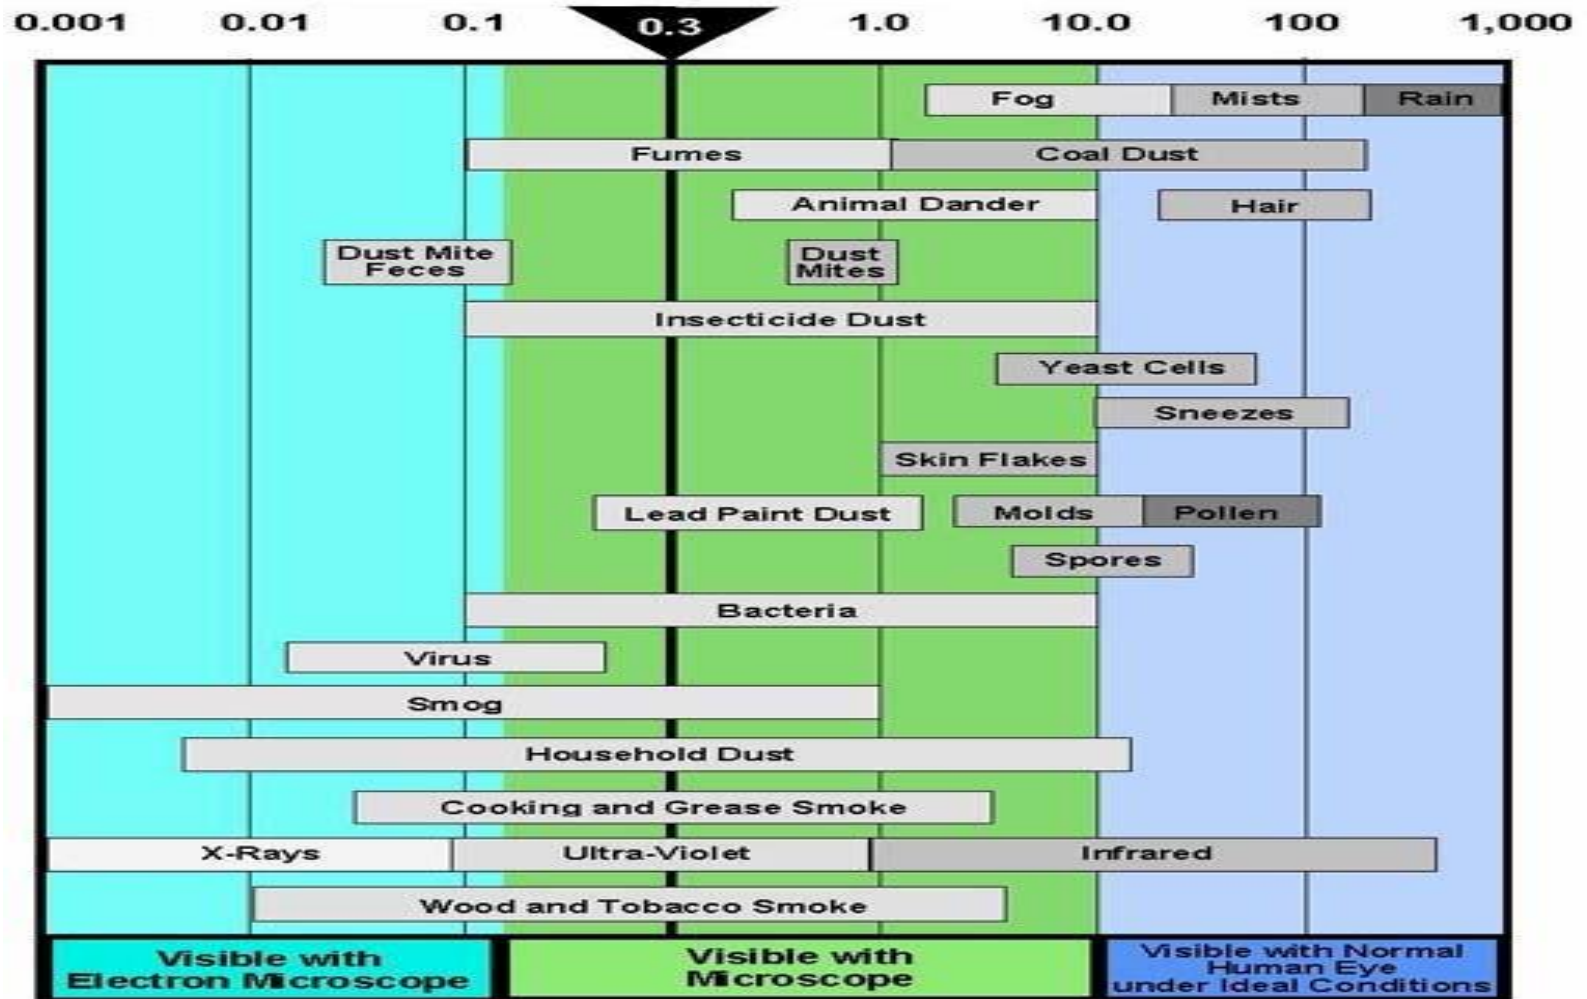 0.001 0.01 0.1 0.3 1.0 10.0 100 1,000
Fog Mists Rain
Fumes Coal Dust
Animal Dander Hair
Dust Mite
Feces
Dust
Mites
Insecticide Dust
Yeast Cells
Sneezes
Skin Flakes
Lead Paint Dust Molds Pollen
Spores
Bacteria
Virus
Smog
Household Dust
Cooking and Grease Smoke
X-Rays Ultra-Violet Infrared
Wood and Tobacco Smoke
Visible with
Electron Microscope
Visible with
Microscope
Visible with Normal
Human Eye
under Ideal Conditions